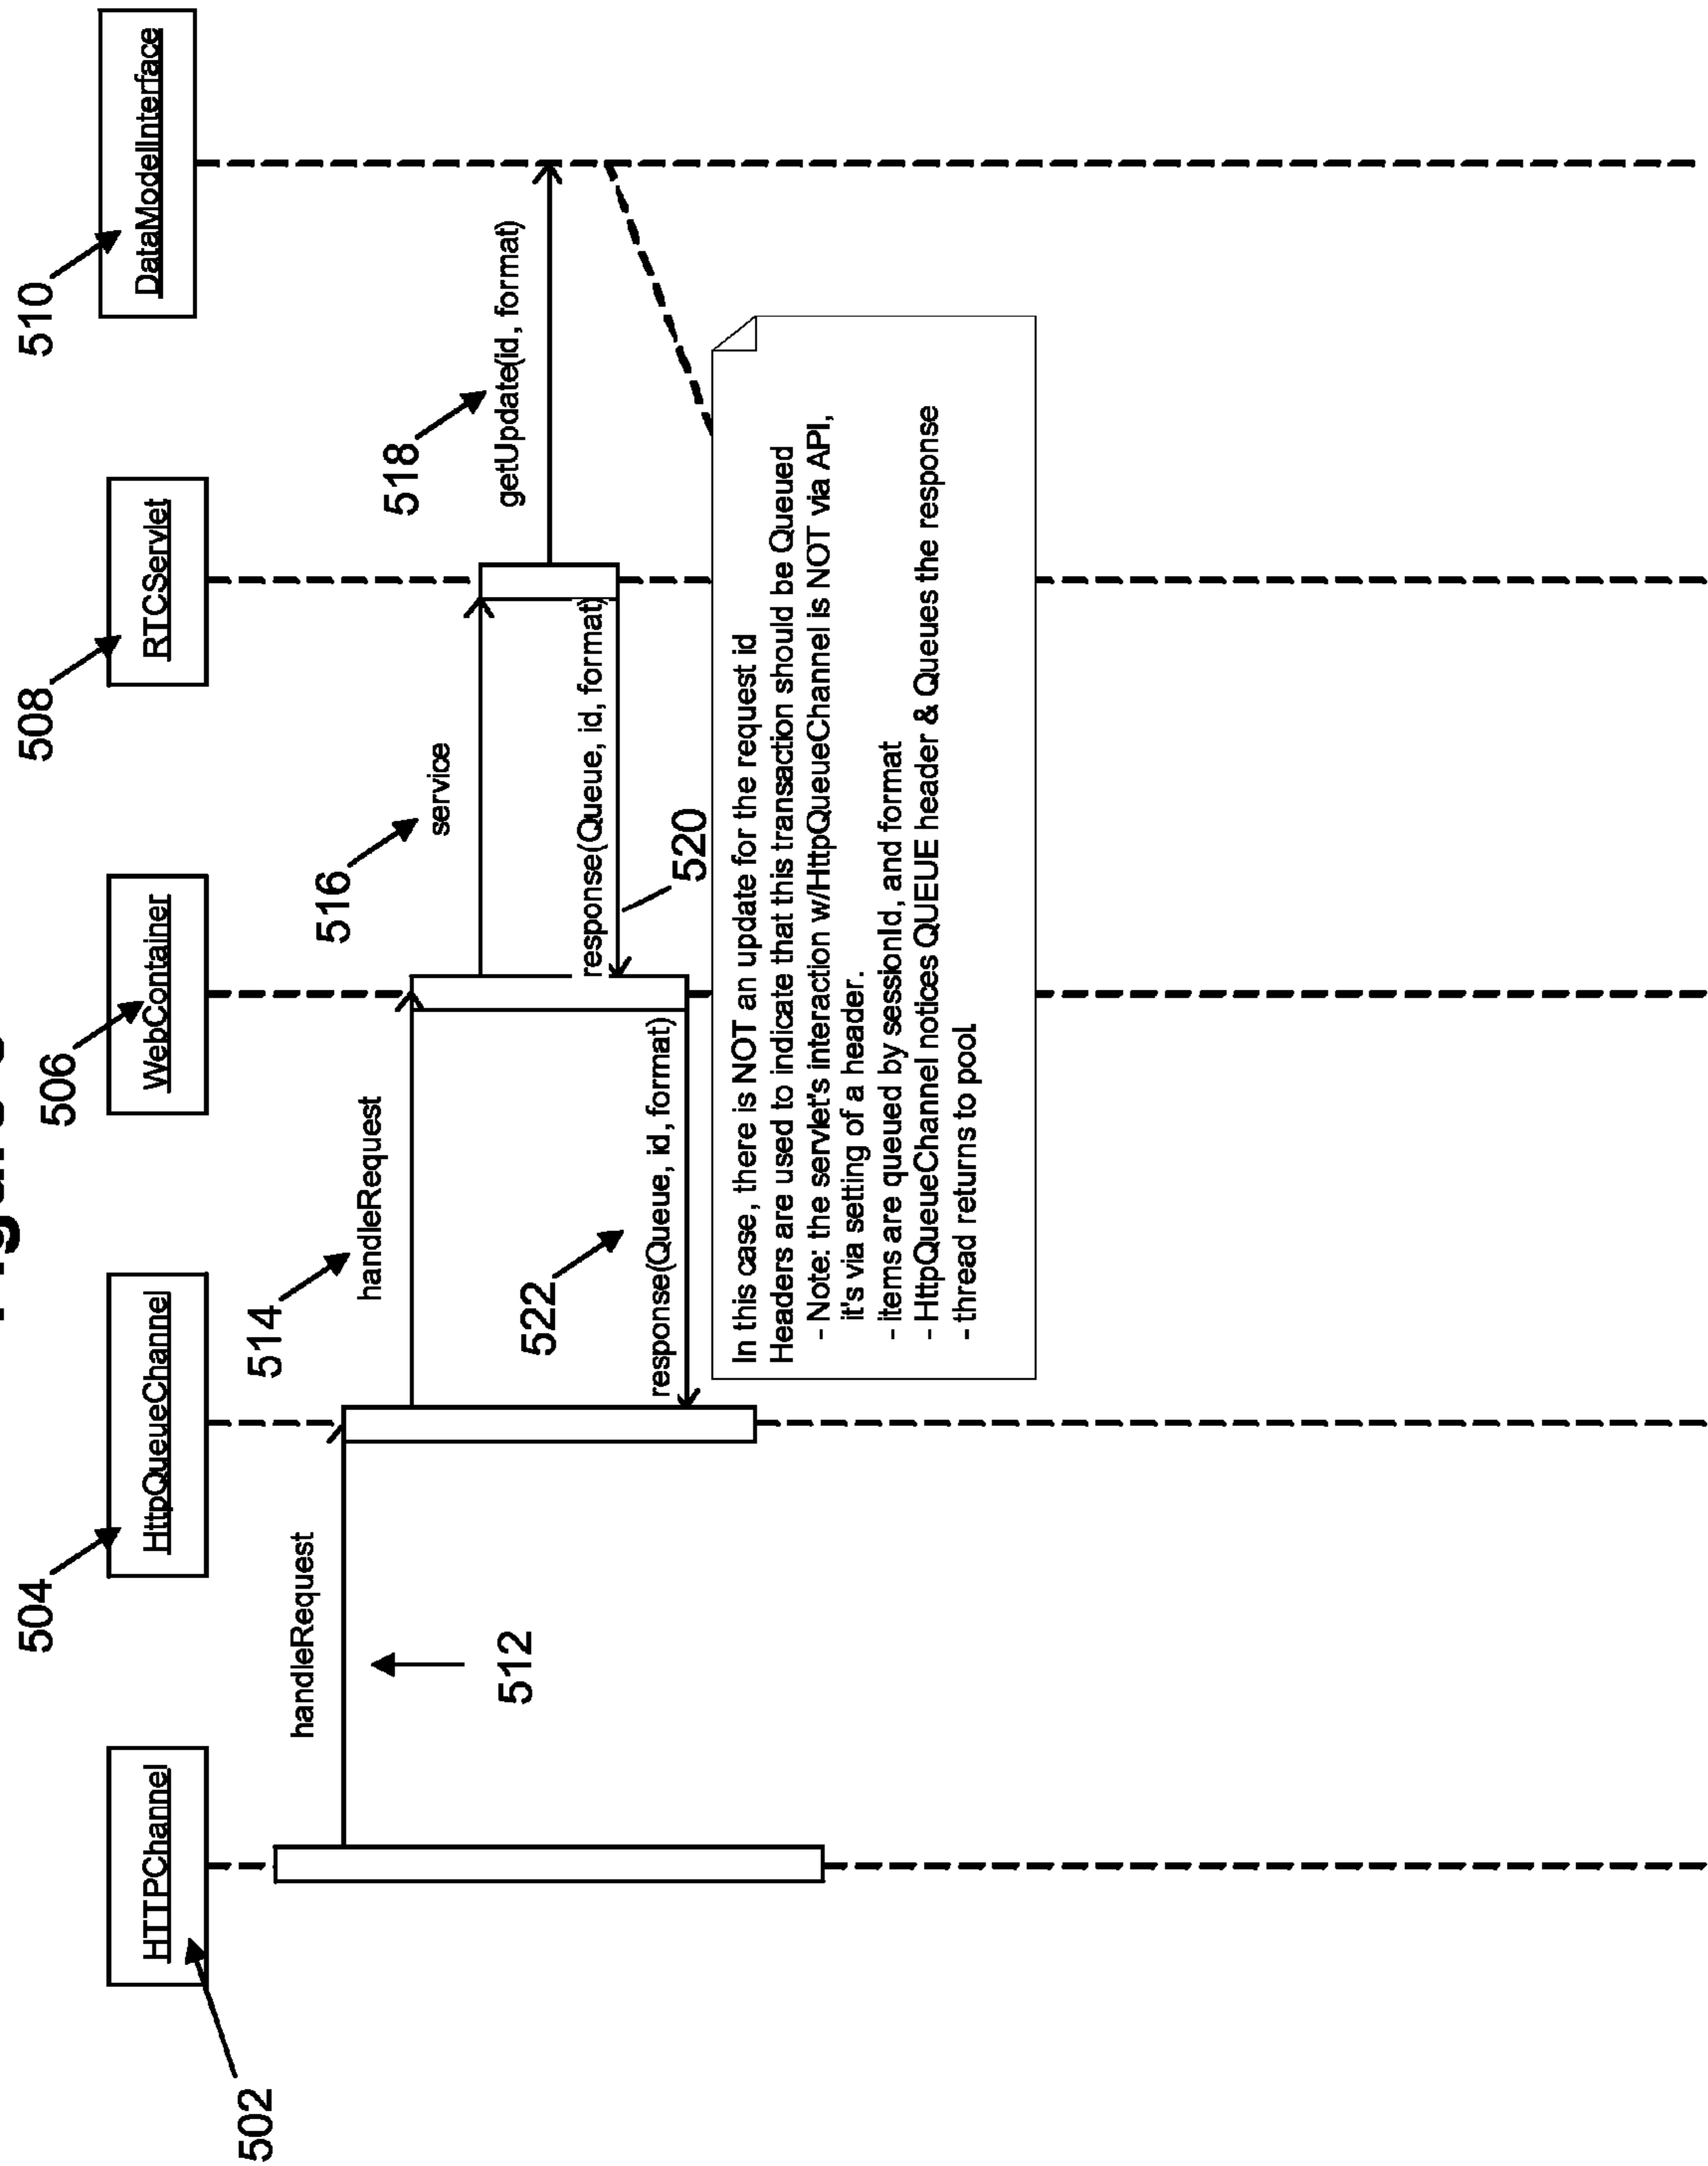 502
504
506
508
510
HTTPChannel
HttpQueueChannel
WebContainer
RTCServlet
DataModelInterface
handleRequest
512
514
handleRequest
516
service
518
getUpdate(id, format)
response(Queue, id, format)
520
522
response(Queue, id, format)
In this case, there is NOT an update for the request id
Headers are used to indicate that this transaction should be Queued
- Note: the servlet's interaction w/HttpQueueChannel is NOT via API,
it's via setting of a header.
- items are queued by sessionId, and format
- HttpQueueChannel notices QUEUE header & Queues the response
- thread returns to pool.